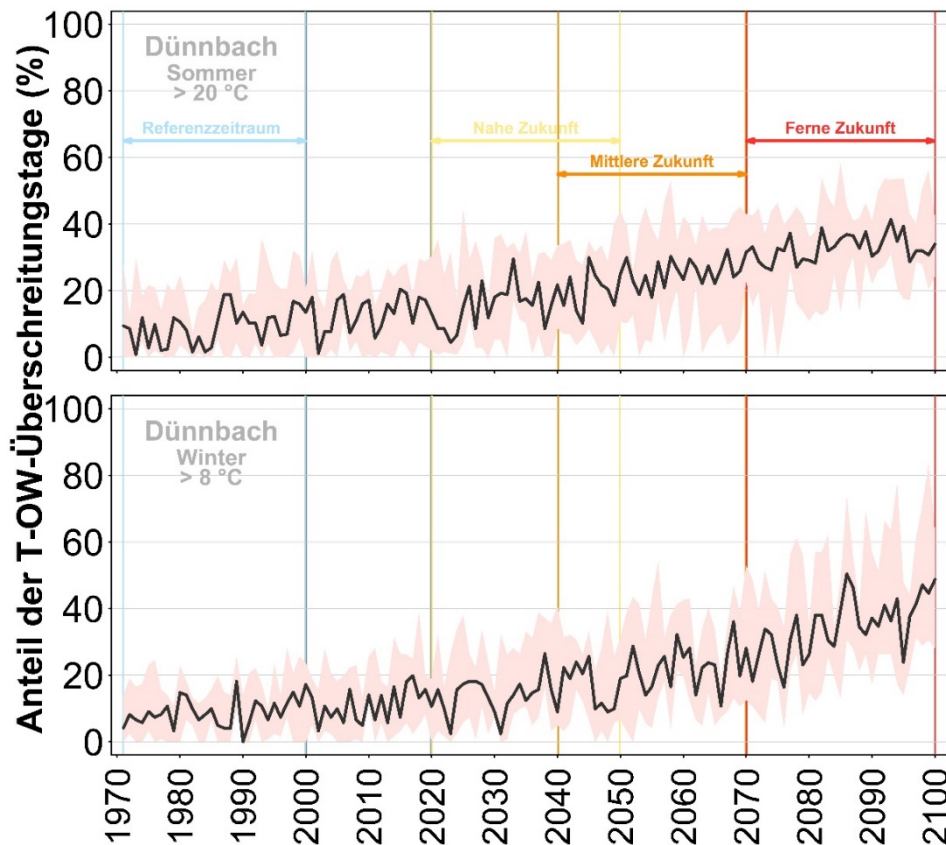 Anteil der T-OW-Überschreitungstage (%)
100
80
60
40
20
0
Dünnbach
Sommer
> 20 °C
Referenzzeitraum
Nahe Zukunft
Mittlere Zukunft
Ferne Zukunft
100
80
60
40
20
0
Dünnbach
Winter
> 8 °C
1970
1980
1990
2000
2010
2020
2030
2040
2050
2060
2070
2080
2090
2100